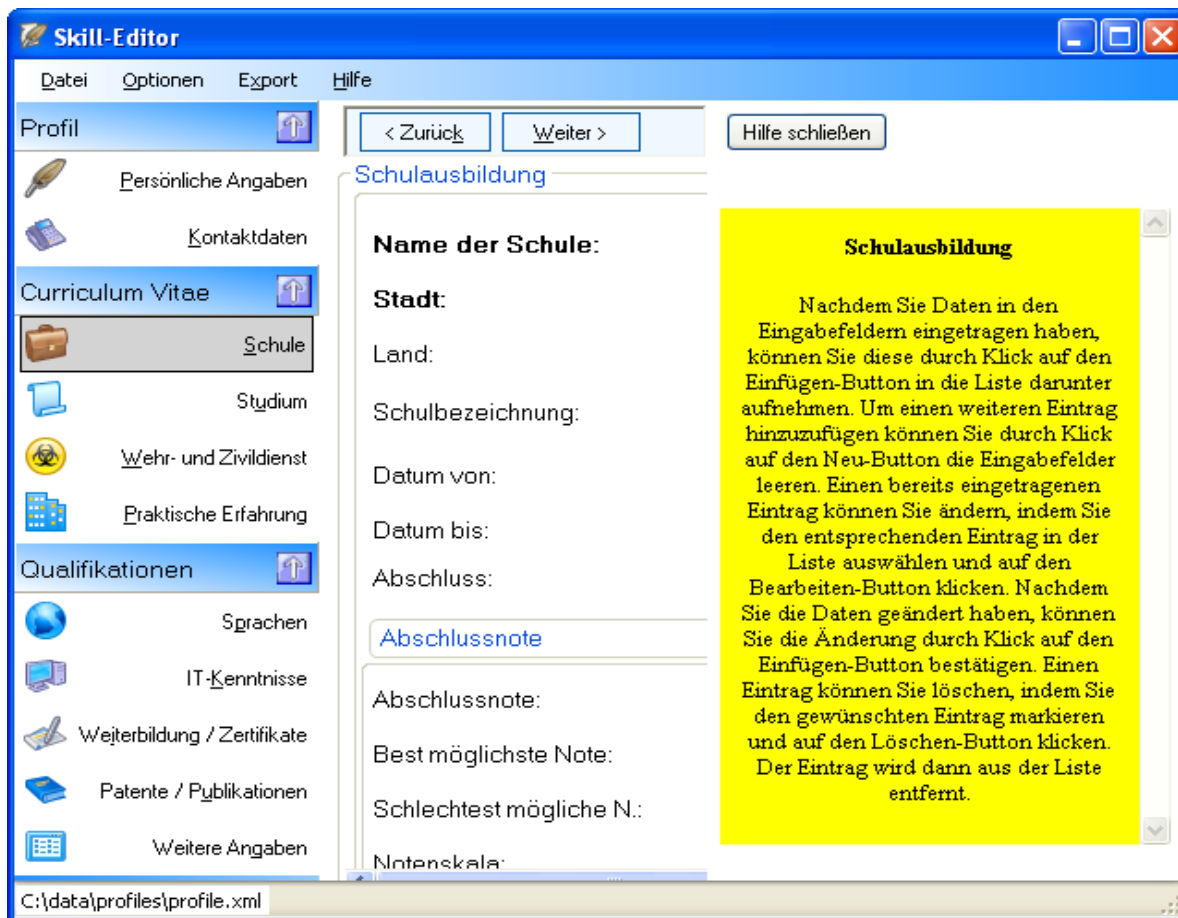 Skill-Editor
Datei Optionen Export Hilfe
Profil
Persönliche Angaben
Kontaktdaten
Curriculum Vitae
Schule
Studium
Wehr- und Zivildienst
Praktische Erfahrung
Qualifikationen
Sprachen
IT-Kenntnisse
Weiterbildung / Zertifikate
Patente / Publikationen
Weitere Angaben
< Zurück Weiter >
Schulausbildung
Name der Schule:
Stadt:
Land:
Schulbezeichnung:
Datum von:
Datum bis:
Abschluss:
Abschlussnote
Abschlussnote:
Best möglichste Note:
Schlechtest mögliche N.:
Notenskala:
Hilfe schließen
Schulausbildung
Nachdem Sie Daten in den
Eingabefeldern eingetragen haben,
können Sie diese durch Klick auf den
Einfügen-Button in die Liste darunter
aufnehmen. Um einen weiteren Eintrag
hinzuzufügen können Sie durch Klick
auf den Neu-Button die Eingabefelder
leeren. Einen bereits eingetragenen
Eintrag können Sie ändern, indem Sie
den entsprechenden Eintrag in der
Liste auswählen und auf den
Bearbeiten-Button klicken. Nachdem
Sie die Daten geändert haben, können
Sie die Änderung durch Klick auf den
Einfügen-Button bestätigen. Einen
Eintrag können Sie löschen, indem Sie
den gewünschten Eintrag markieren
und auf den Löschen-Button klicken.
Der Eintrag wird dann aus der Liste
entfernt.
C:\data\profiles\profile.xml